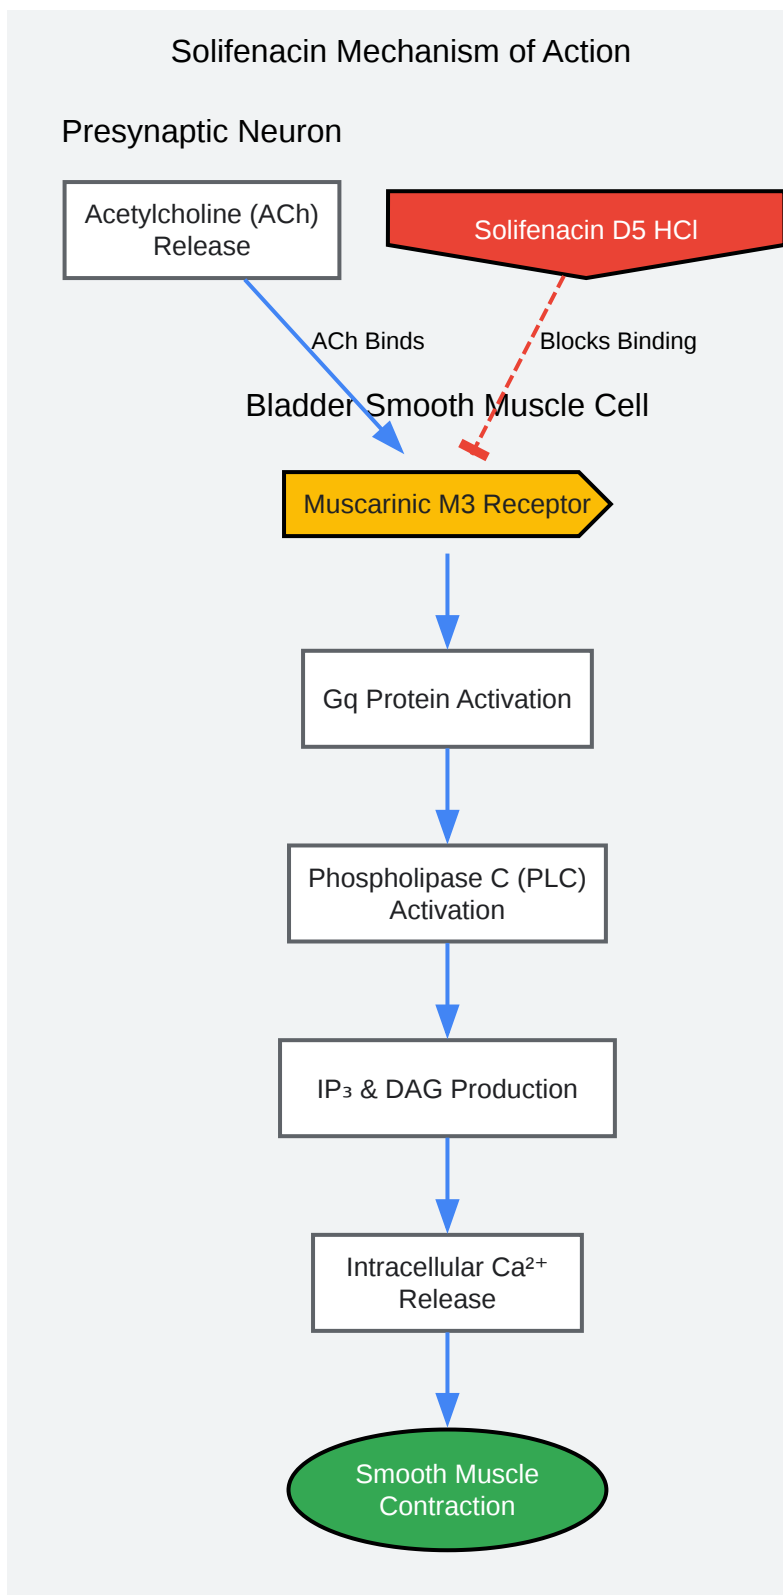 Solifenacin Mechanism of Action
Presynaptic Neuron
Acetylcholine (ACh)
Release
Solifenacin D5 HCl
ACh Binds
Blocks Binding
Bladder Smooth Muscle Cell
Muscarinic M3 Receptor
Gq Protein Activation
Phospholipase C (PLC)
Activation
IP₃ & DAG Production
Intracellular Ca²⁺
Release
Smooth Muscle
Contraction